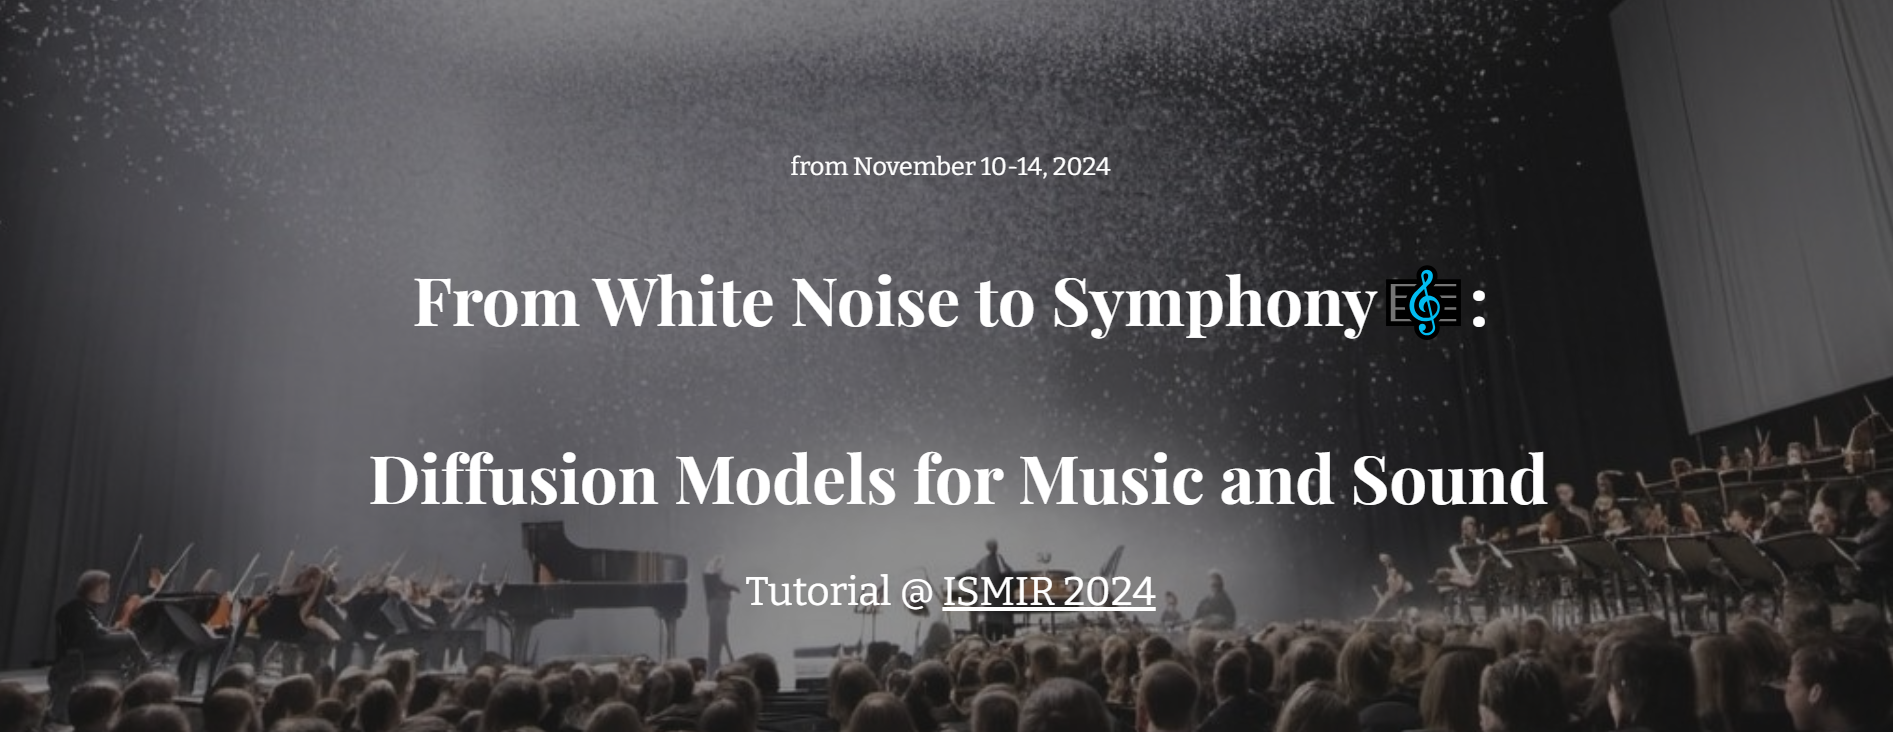 from November 10-14, 2024
From White Noise to Symphony🎼:
Diffusion Models for Music and Sound
Tutorial @ ISMIR 2024